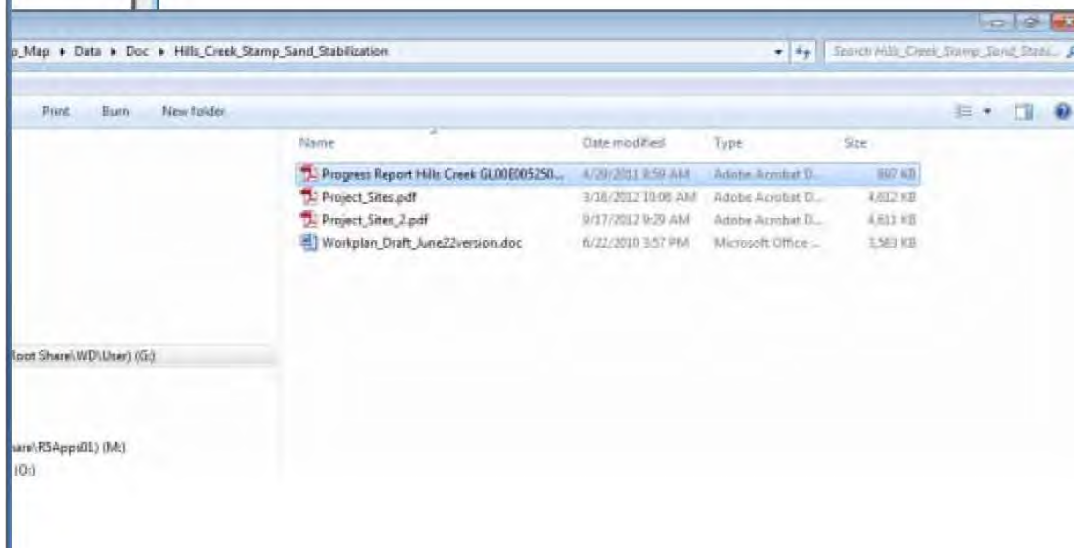 p_Map ▸ Data ▸ Doc ▸ Hills_Creek_Stamp_Sand_Stabilization
Search Hills_Creek_Stamp_Sand_Stabi...
Print Burn New folder
Name Date modified Type Size
Progress Report Hills Creek GL00E005250... 4/29/2011 8:59 AM Adobe Acrobat D... 897 KB
Project_Sites.pdf 3/16/2012 10:06 AM Adobe Acrobat D... 4,612 KB
Project_Sites_2.pdf 9/17/2012 9:29 AM Adobe Acrobat D... 4,611 KB
Workplan_Draft_June22version.doc 6/22/2010 3:57 PM Microsoft Office ... 3,583 KB
Root Share\WD\User) (G:)
are\R5Apps01) (M:)
(O:)